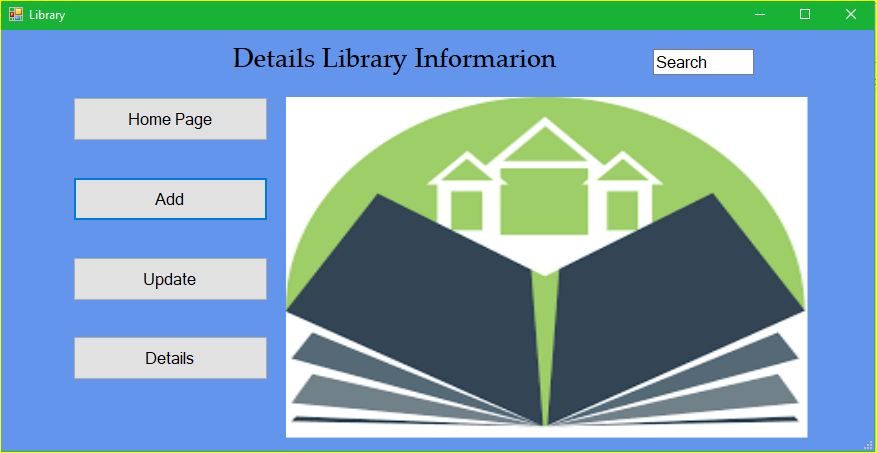 Library
Details Library Informarion
Search
Home Page
Add
Update
Details